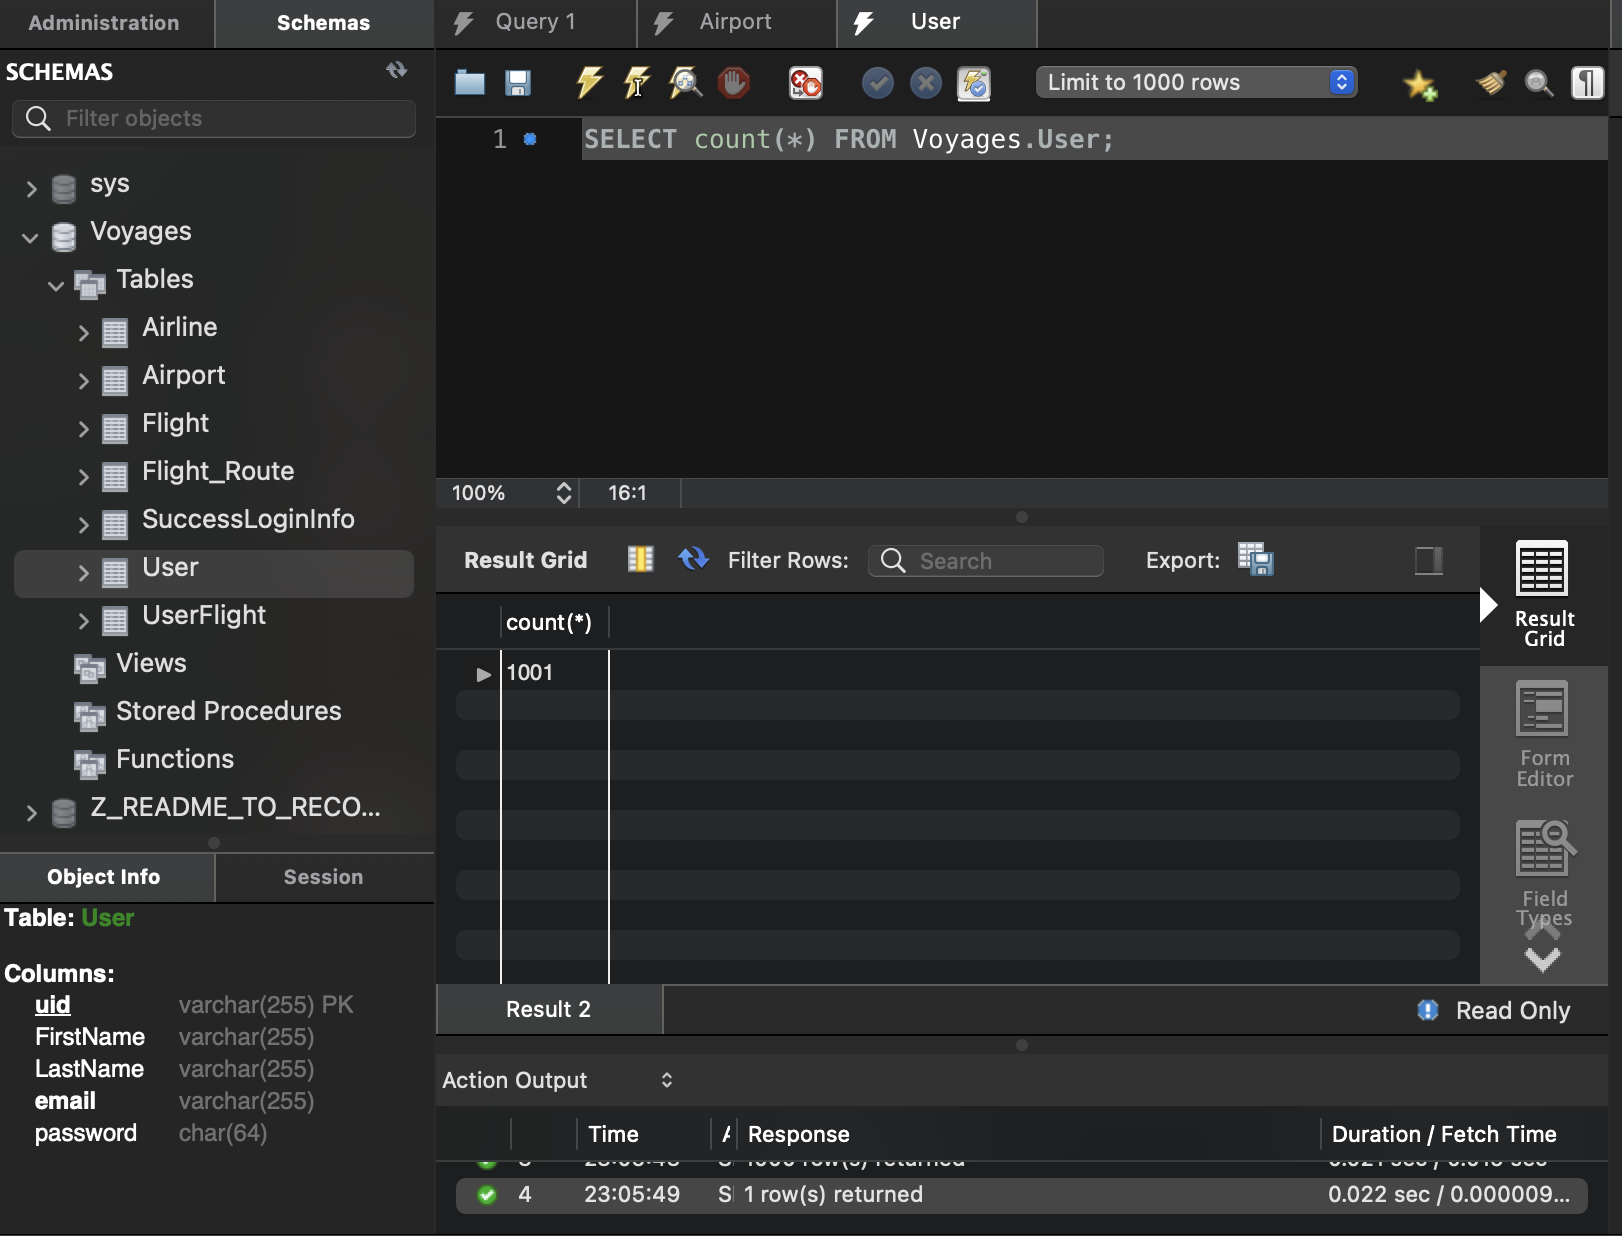 Administration
Schemas
SCHEMAS
Filter objects
sys
Voyages
Tables
Airline
Airport
Flight
Flight_Route
SuccessLoginInfo
User
UserFlight
Views
Stored Procedures
Functions
Z_README_TO_RECO...
Object Info
Session
Table: User
Columns:
uid varchar(255) PK
FirstName varchar(255)
LastName varchar(255)
email varchar(255)
password char(64)
Query 1
Airport
User
Limit to 1000 rows
1 SELECT count(*) FROM Voyages.User;
100% 16:1
Result Grid
Filter Rows:
Search
Export:
count(*)
1001
Result
Grid
Form
Editor
Field
Types
Result 2
Read Only
Action Output
Time Response Duration / Fetch Time
row(s) returned
4 23:05:49 1 row(s) returned 0.022 sec / 0.000009...